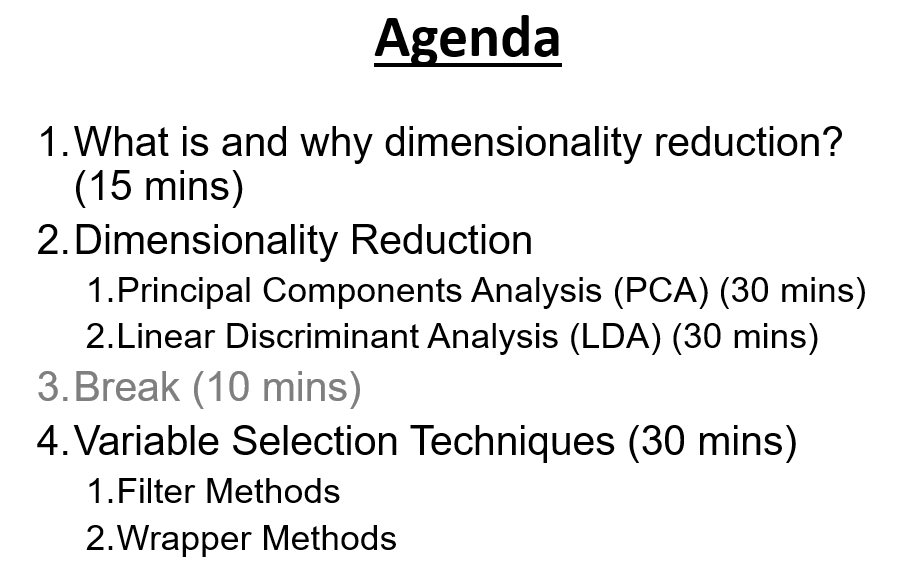 Agenda
1. What is and why dimensionality reduction?
(15 mins)
2. Dimensionality Reduction
1. Principal Components Analysis (PCA) (30 mins)
2. Linear Discriminant Analysis (LDA) (30 mins)
3. Break (10 mins)
4. Variable Selection Techniques (30 mins)
1. Filter Methods
2. Wrapper Methods